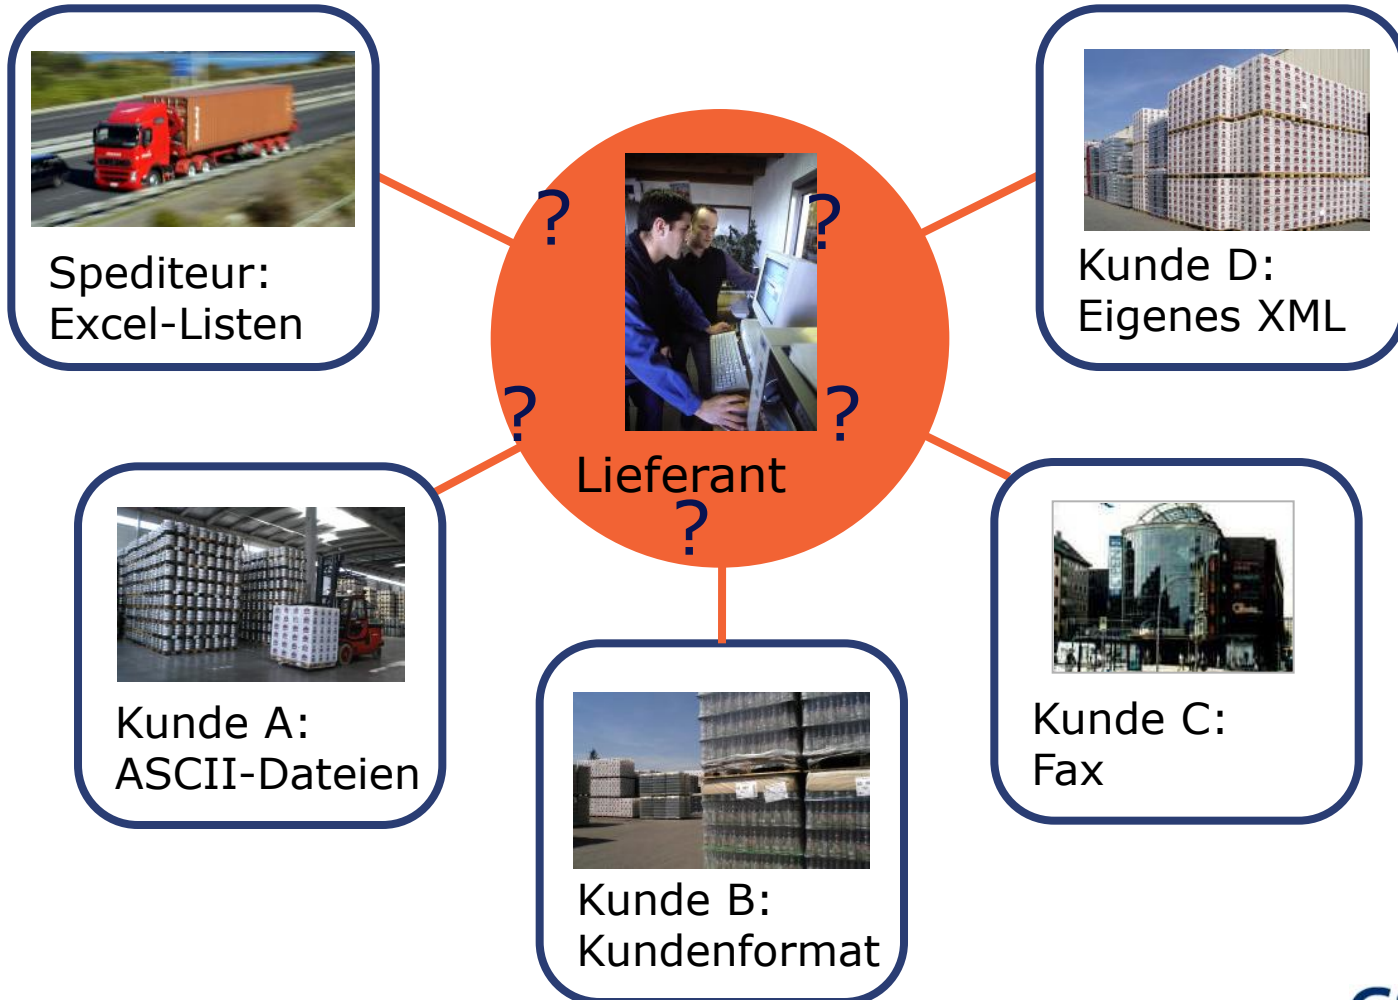 Spediteur:
Excel-Listen
Kunde D:
Eigenes XML
?
?
?
?
Lieferant
?
Kunde A:
ASCII-Dateien
Kunde C:
Fax
Kunde B:
Kundenformat